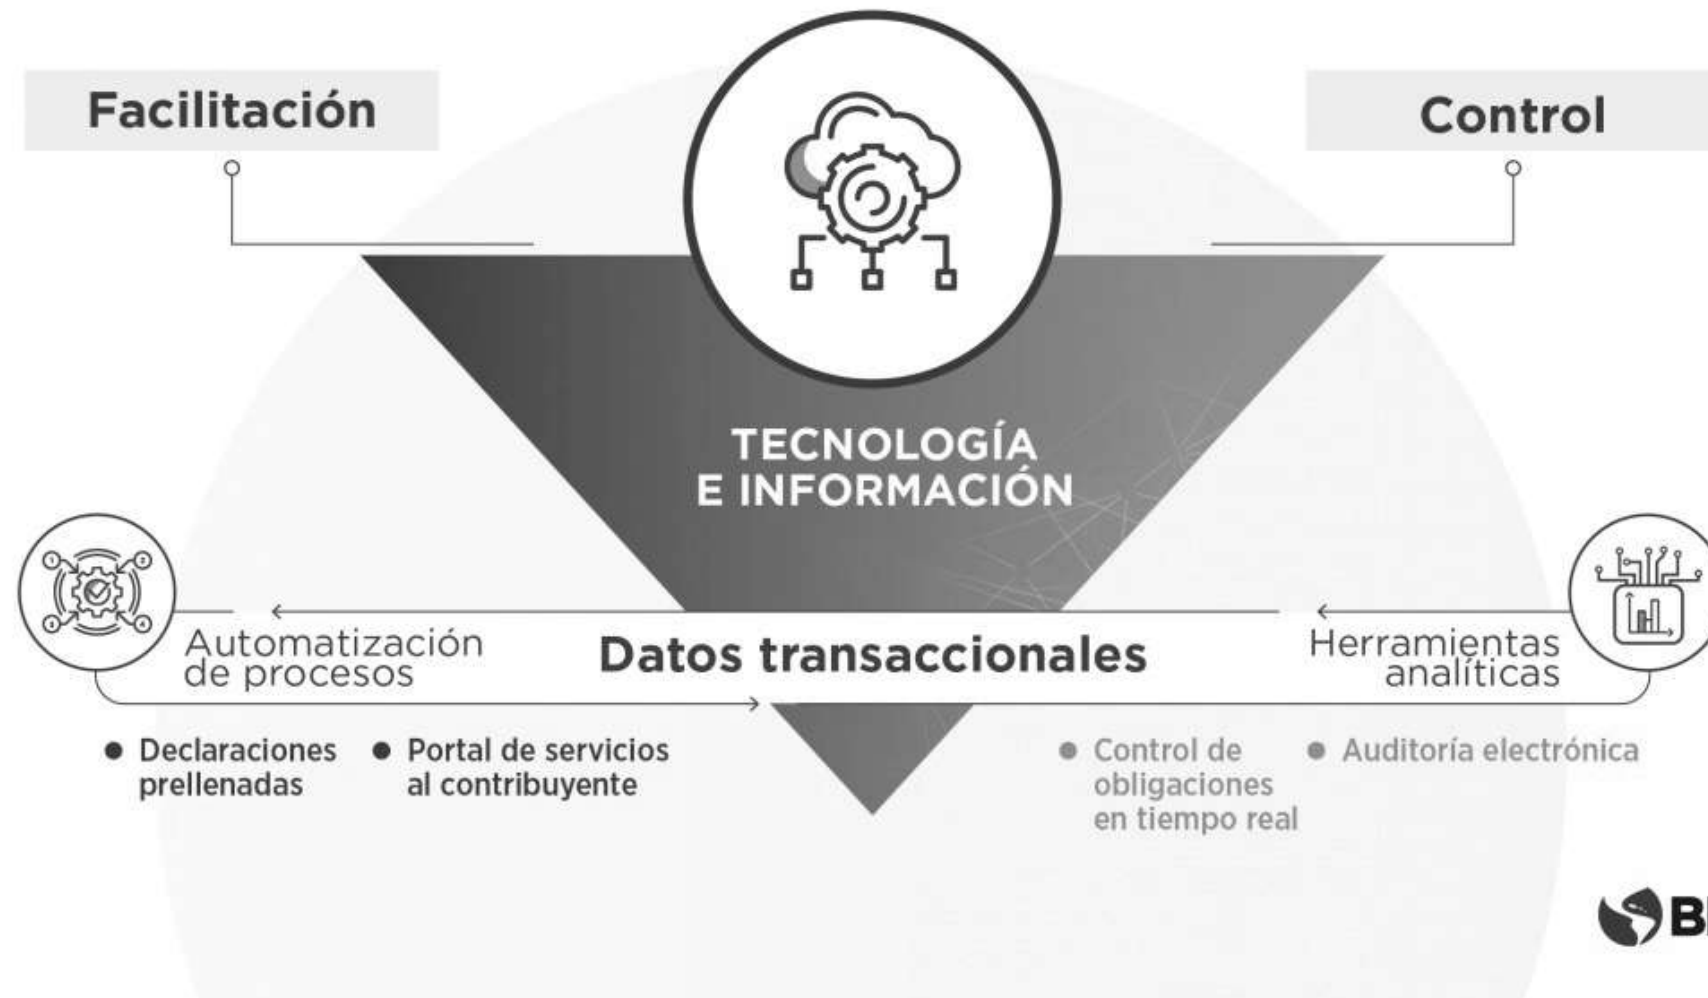 Facilitación
Control
TECNOLOGÍA
E INFORMACIÓN
Automatización
de procesos
Datos transaccionales
Herramientas
analíticas
● Declaraciones
prellenadas
● Portal de servicios
al contribuyente
● Control de
obligaciones
en tiempo real
● Auditoría electrónica